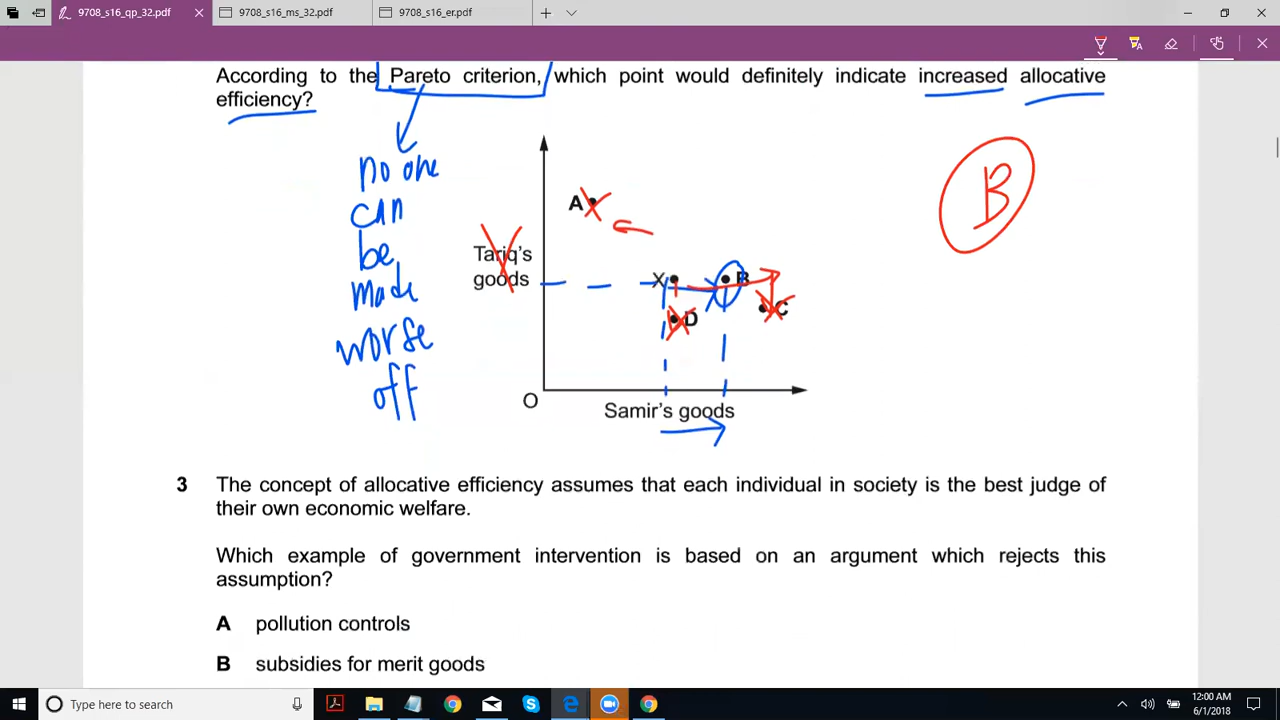 9708_s16_qp_32.pdf
9708_s16_ms_32.pdf
9708_s16_er.pdf
According to the Pareto criterion, which point would definitely indicate increased allocative
efficiency?
no one
can
be
made
worse
off
A
Tariq's
goods
X
B
D
C
O
Samir's goods
B
3 The concept of allocative efficiency assumes that each individual in society is the best judge of
their own economic welfare.
Which example of government intervention is based on an argument which rejects this
assumption?
A pollution controls
B subsidies for merit goods
Type here to search
12:00 AM
6/1/2018